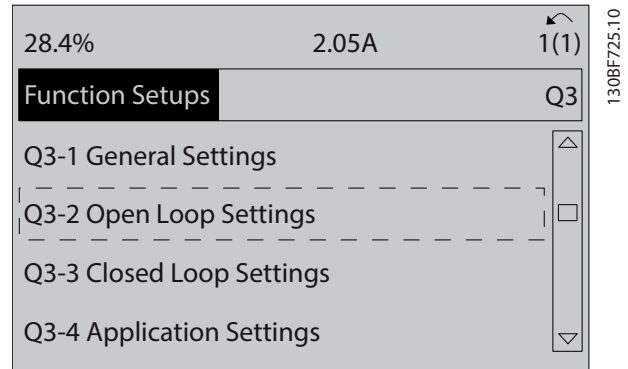 28.4% 2.05A 1(1)
Function Setups Q3
Q3-1 General Settings
Q3-2 Open Loop Settings
Q3-3 Closed Loop Settings
Q3-4 Application Settings
130BF725.10